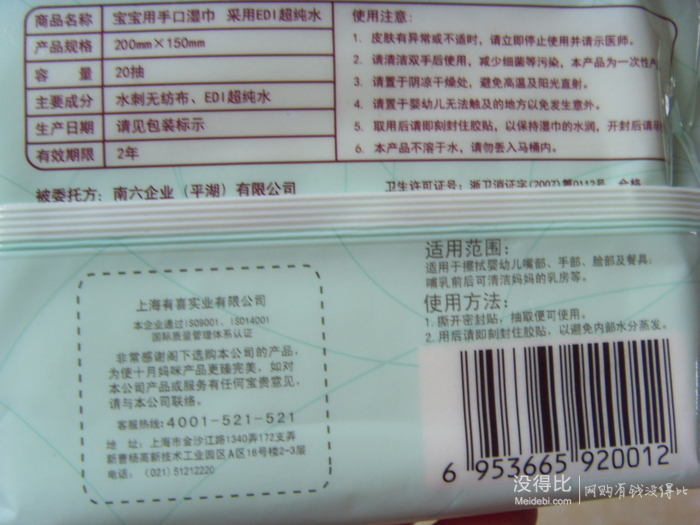 商品名称 宝宝用手口湿巾 采用EDI超纯水
产品规格 200mm×150mm
容 量 20抽
主要成分 水刺无纺布、EDI超纯水
生产日期 请见包装标示
有效期限 2年
被委托方：南六企业（平湖）有限公司
使用注意：
1. 皮肤有异常或不适时，请立即停止使用并请示医师。
2. 请清洁双手后使用，减少细菌等污染，本产品为一次性产
3. 请置于阴凉干燥处，避免高温及阳光直射。
4. 请置于婴幼儿无法触及的地方以免发生意外。
5. 取用后请即刻封住胶贴，以保持湿巾的水润，开封后请
6. 本产品不溶于水，请勿丢入马桶内。
卫生许可证号：浙卫消证字(2007)第0112号 合格
上海有喜实业有限公司
本企业通过ISO9001、ISO14001
国际质量管理体系认证
非常感谢阁下选购本公司的产品，
为使十月妈咪产品更臻完美，如对
本公司产品或服务有任何宝贵意见，
请与本公司联络。
客服热线：4001-521-521
地 址：上海市金沙江路1340弄172支弄
新曹杨高新技术工业园区A区16号楼2-3层
电话：（021）51212220
适用范围：
适用于擦拭婴幼儿嘴部、手部、脸部及餐具；
哺乳前后可清洁妈妈的乳房等。
使用方法：
1. 撕开密封贴，抽取便可使用。
2. 用后请即刻封住胶贴，以避免内部水分蒸发。
6 953665 920012
没得比
Meidebi.com
网购有钱没得比